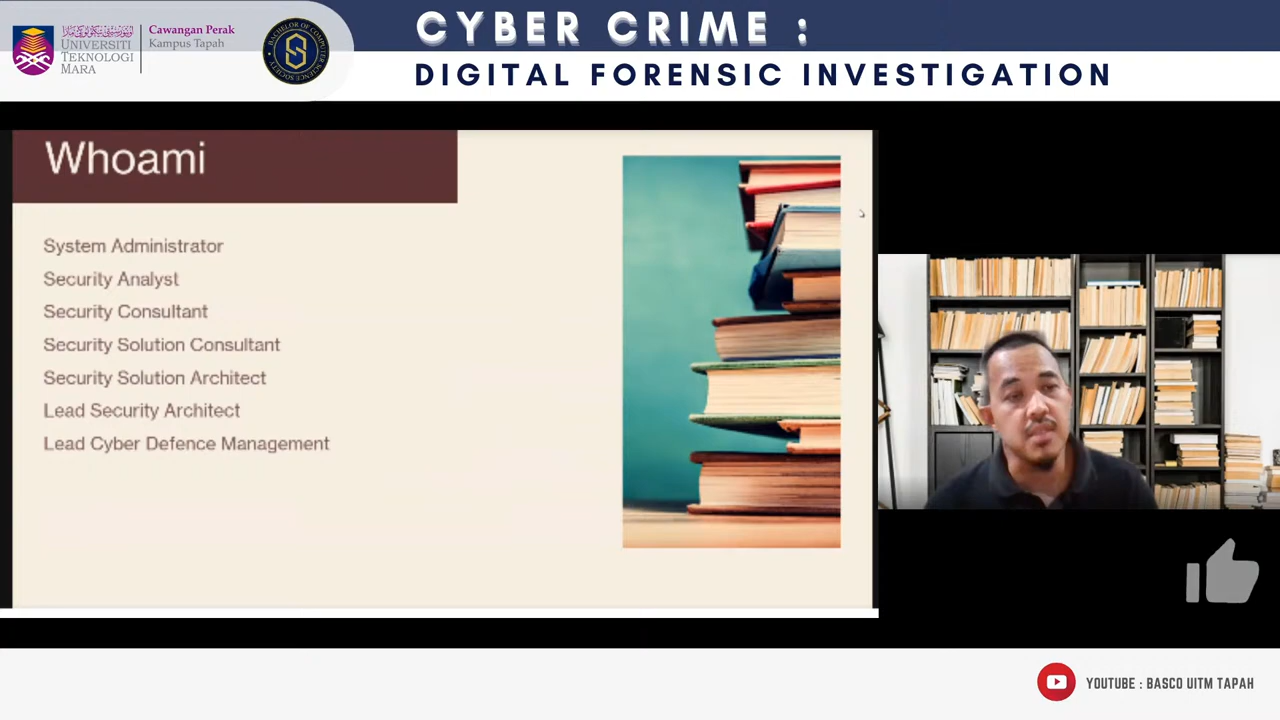 UNIVERSITI
TEKNOLOGI
MARA
Cawangan Perak
Kampus Tapah
CYBER CRIME :
DIGITAL FORENSIC INVESTIGATION
Whoami
System Administrator
Security Analyst
Security Consultant
Security Solution Consultant
Security Solution Architect
Lead Security Architect
Lead Cyber Defence Management
YOUTUBE : BASCO UITM TAPAH